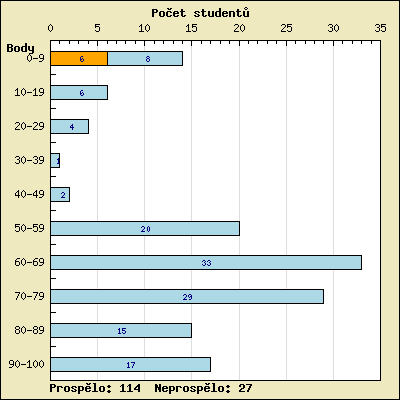 Počet studentů
0 5 10 15 20 25 30 35
Body
0-9 6 8
10-19 6
20-29 4
30-39 1
40-49 2
50-59 20
60-69 33
70-79 29
80-89 15
90-100 17
Prospělo: 114 Neprospělo: 27